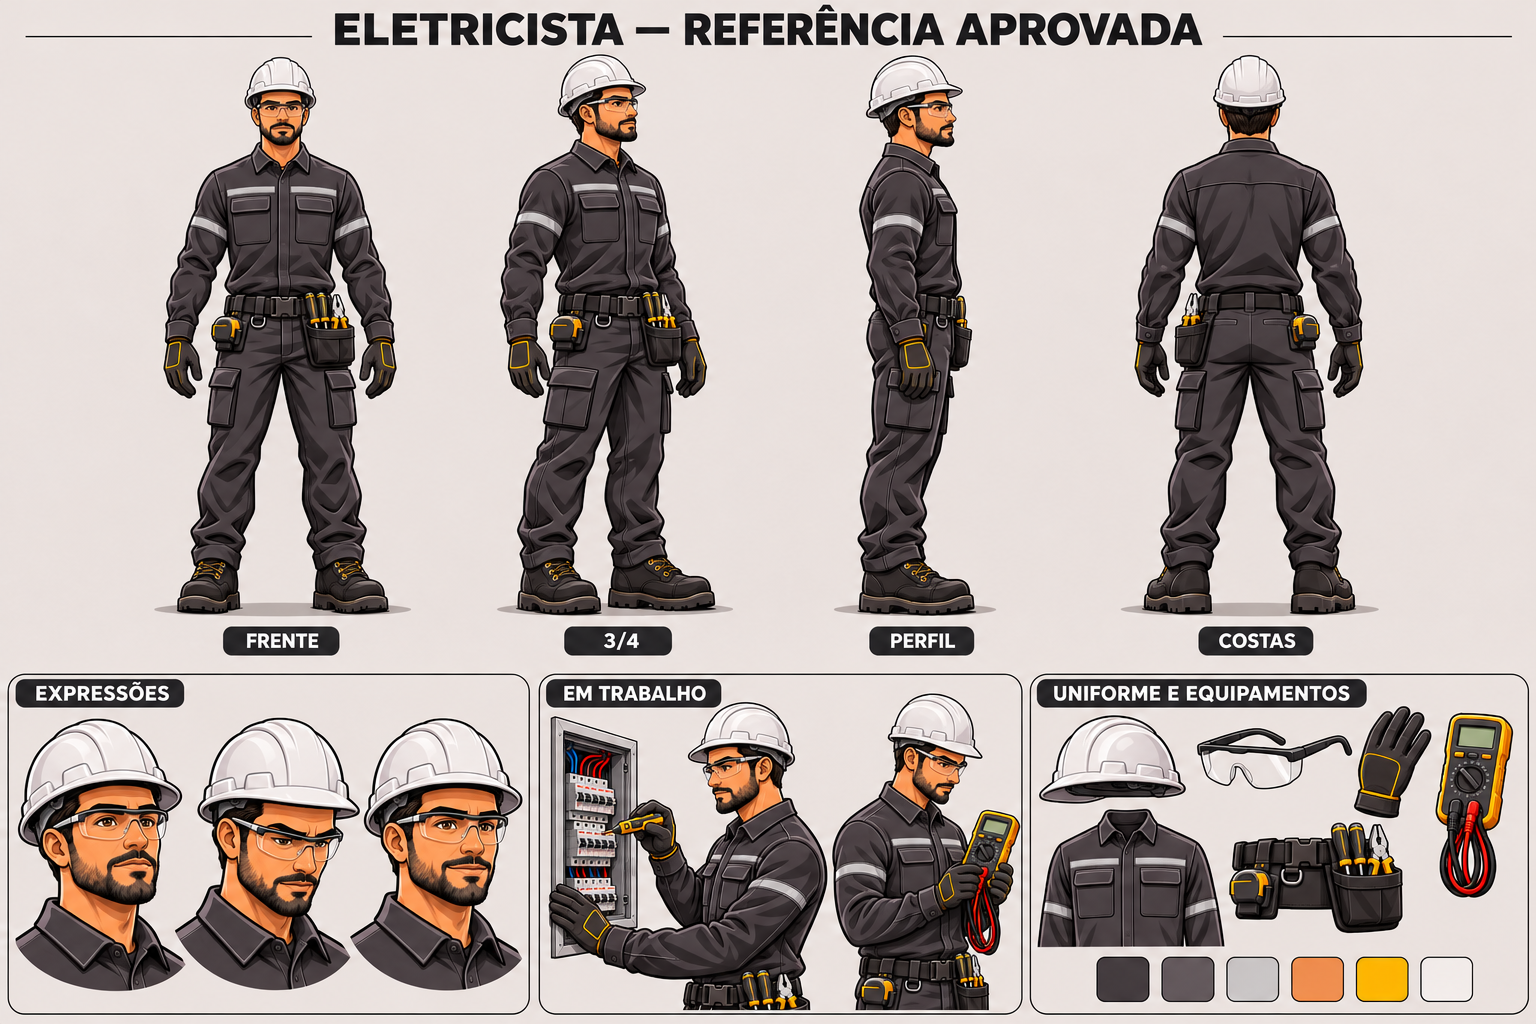 ELETRICISTA — REFERÊNCIA APROVADA
FRENTE
3/4
PERFIL
COSTAS
EXPRESSÕES
EM TRABALHO
UNIFORME E EQUIPAMENTOS